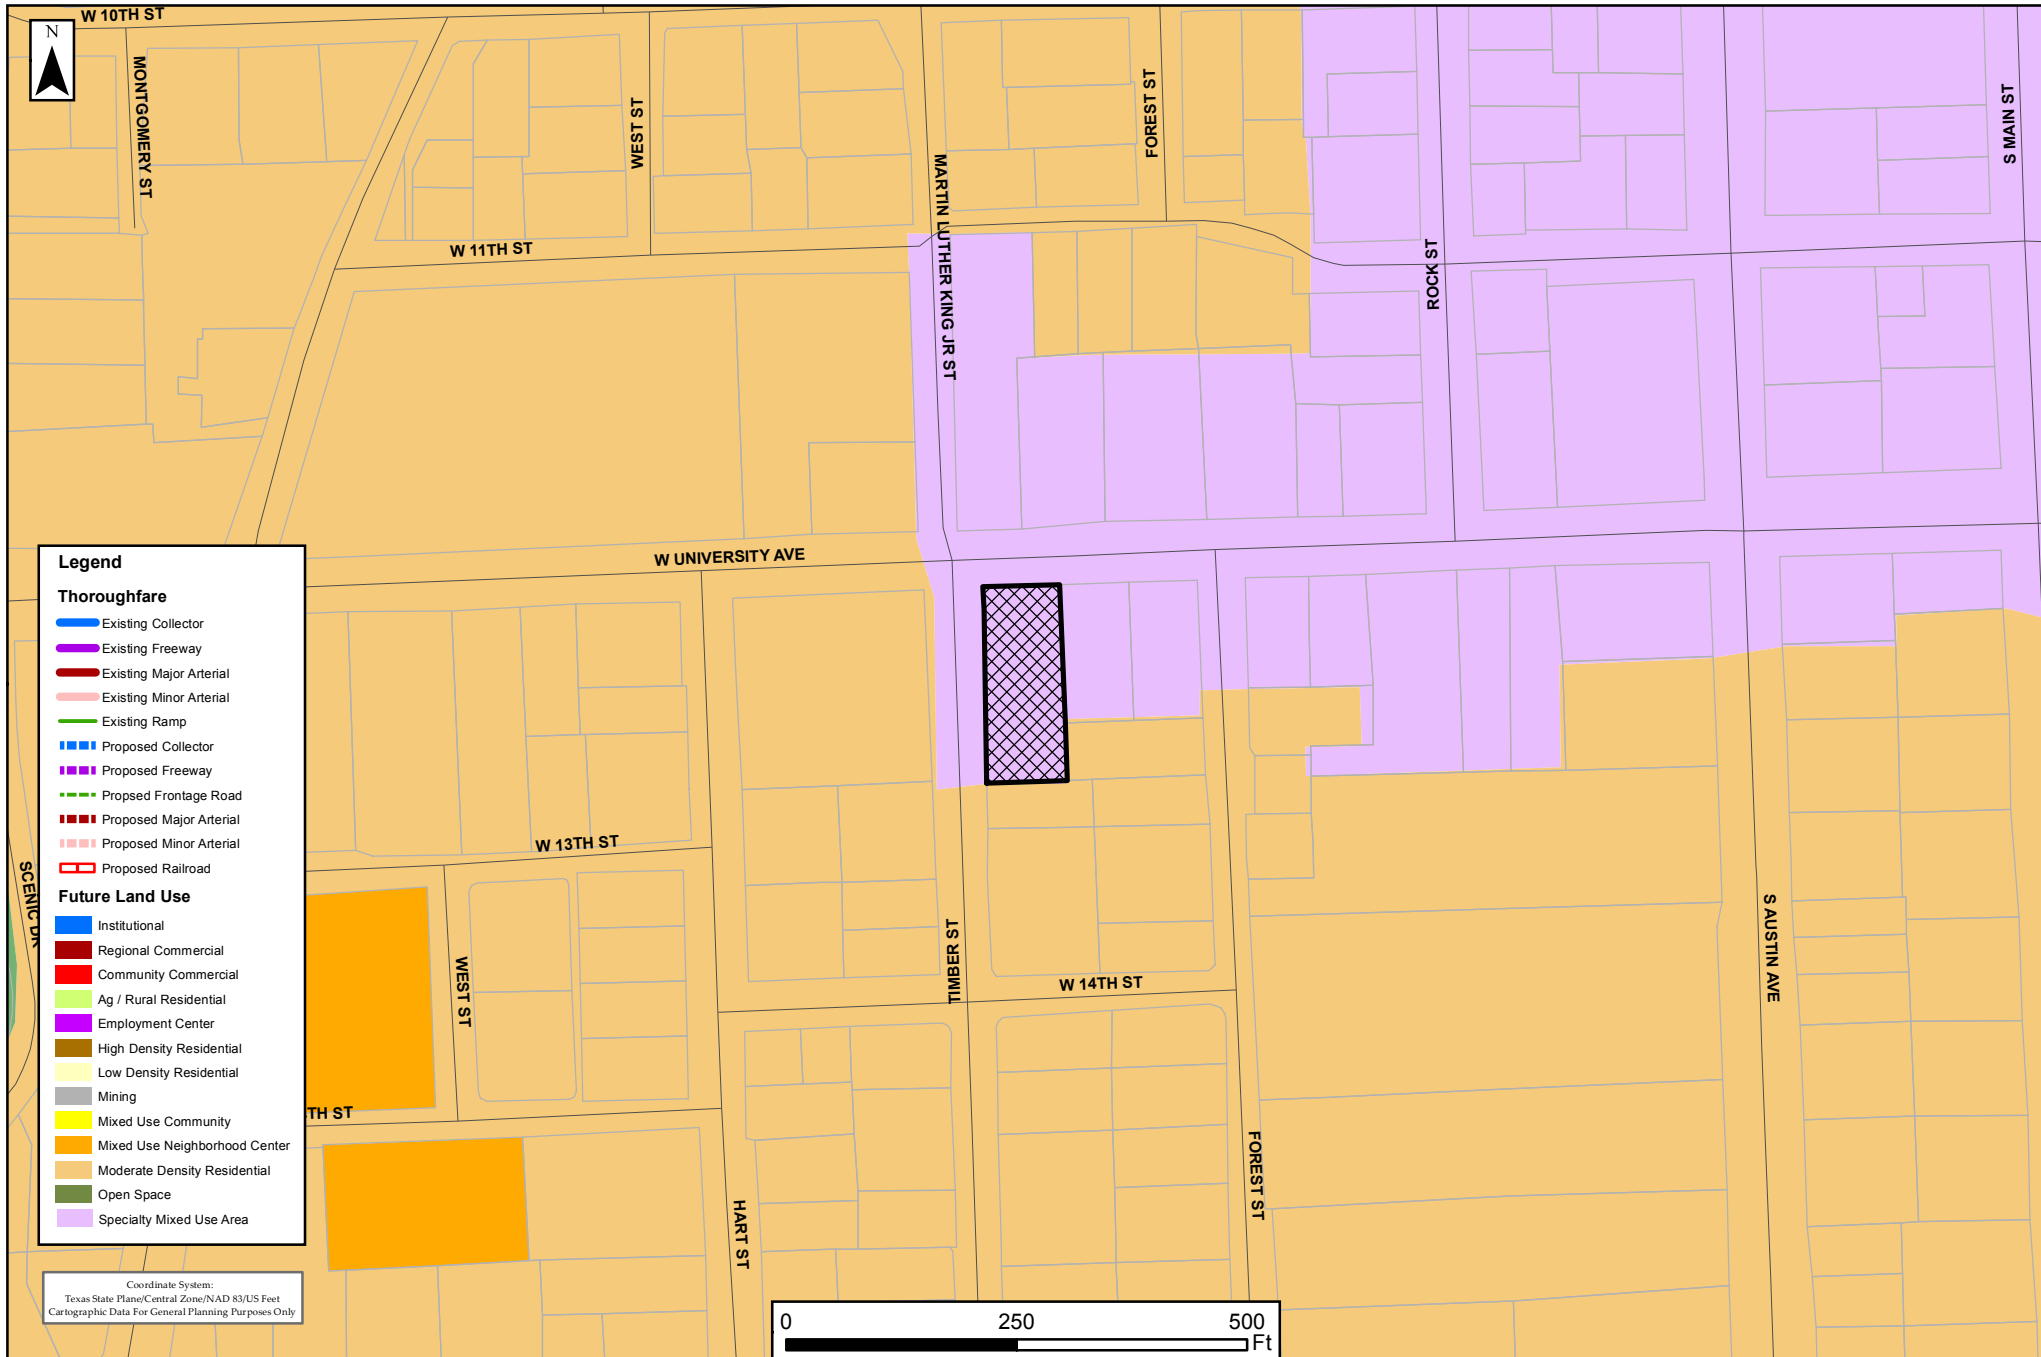 W 10TH ST
N
MONTGOMERY ST
WEST ST
MARTIN LUTHER KING JR ST
FOREST ST
ROCK ST
S MAIN ST
W 11TH ST
W UNIVERSITY AVE
W 13TH ST
WEST ST
TIMBER ST
W 14TH ST
S AUSTIN AVE
SCENIC DR
TH ST
HART ST
FOREST ST
Legend
Thoroughfare
Existing Collector
Existing Freeway
Existing Major Arterial
Existing Minor Arterial
Existing Ramp
Proposed Collector
Proposed Freeway
Propsed Frontage Road
Proposed Major Arterial
Proposed Minor Arterial
Proposed Railroad
Future Land Use
Institutional
Regional Commercial
Community Commercial
Ag / Rural Residential
Employment Center
High Density Residential
Low Density Residential
Mining
Mixed Use Community
Mixed Use Neighborhood Center
Moderate Density Residential
Open Space
Specialty Mixed Use Area
Coordinate System:
Texas State Plane/Central Zone/NAD 83/US Feet
Cartographic Data For General Planning Purposes Only
0 250 500
Ft